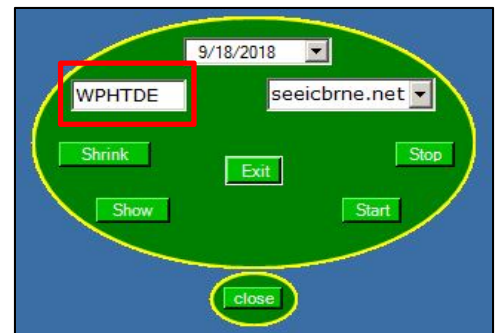 9/18/2018
WPHTDE
seeicbrne.net
Shrink
Exit
Stop
Show
Start
close